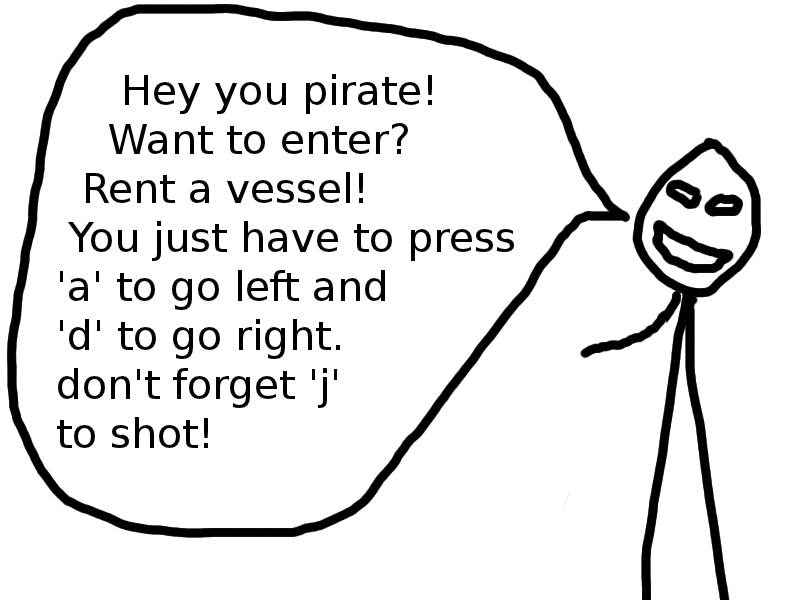 Hey you pirate!
Want to enter?
Rent a vessel!
You just have to press
'a' to go left and
'd' to go right.
don't forget 'j'
to shot!